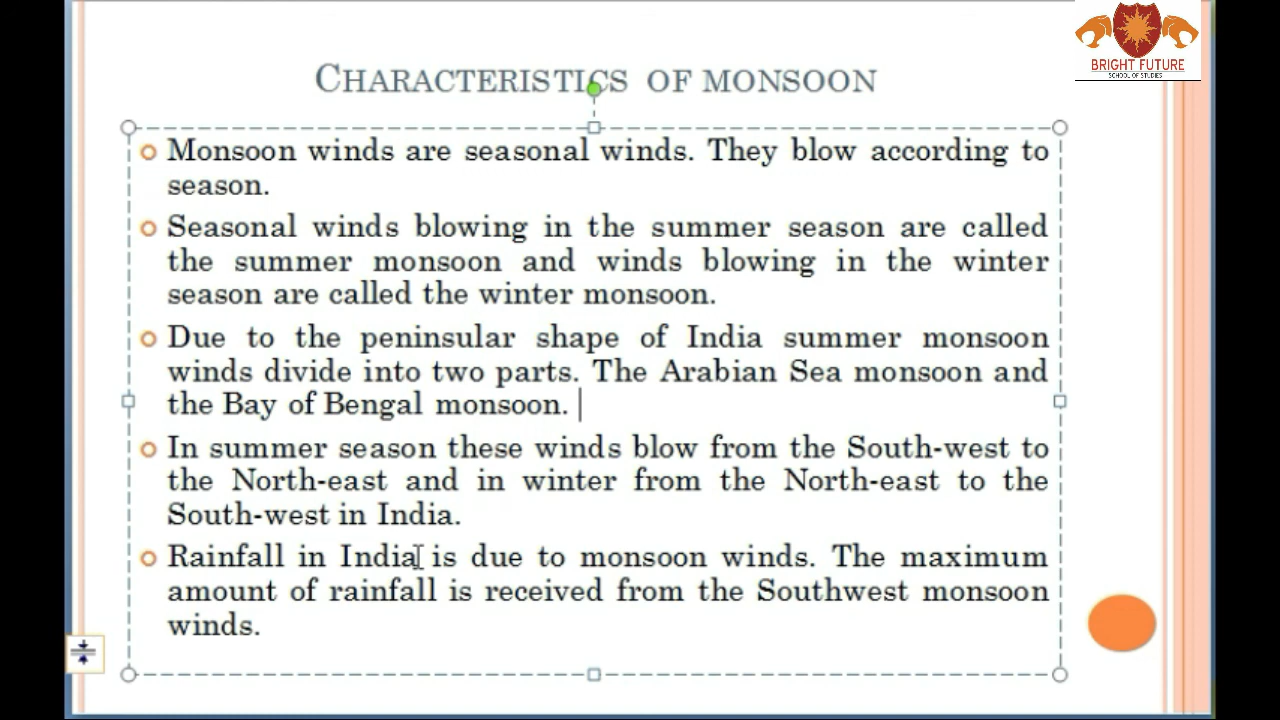 BRIGHT FUTURE
SCHOOL OF STUDIES
CHARACTERISTICS OF MONSOON
Monsoon winds are seasonal winds. They blow according to
season.
Seasonal winds blowing in the summer season are called
the summer monsoon and winds blowing in the winter
season are called the winter monsoon.
Due to the peninsular shape of India summer monsoon
winds divide into two parts. The Arabian Sea monsoon and
the Bay of Bengal monsoon.
In summer season these winds blow from the South-west to
the North-east and in winter from the North-east to the
South-west in India.
Rainfall in India is due to monsoon winds. The maximum
amount of rainfall is received from the Southwest monsoon
winds.